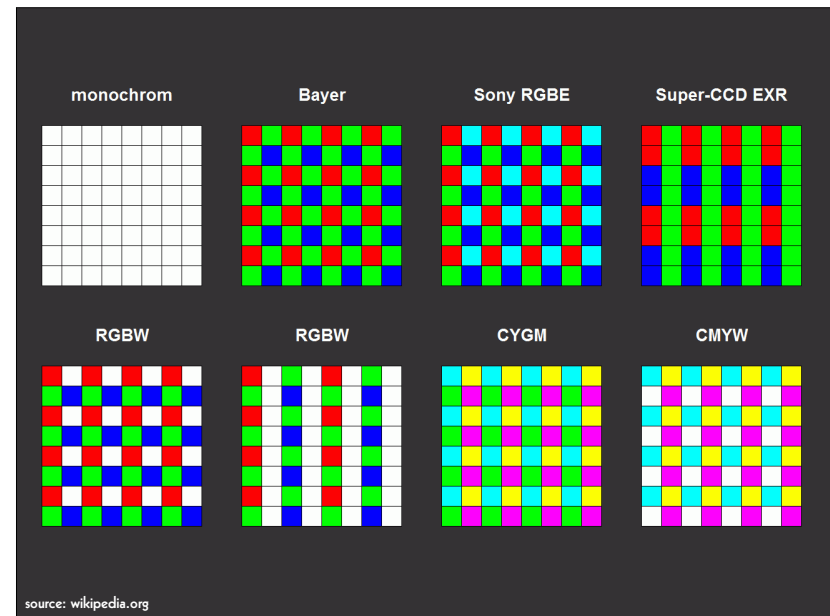 monochrom
Bayer
Sony RGBE
Super-CCD EXR
RGBW
RGBW
CYGM
CMYW
source: wikipedia.org